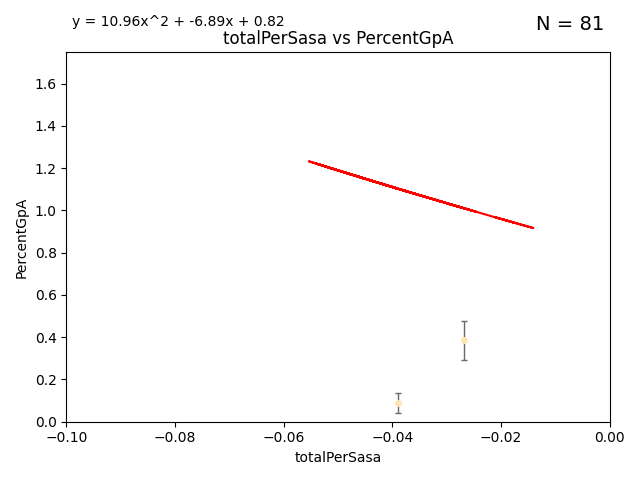 y = 10.96x^2 + -6.89x + 0.82
N = 81
totalPerSasa vs PercentGpA
PercentGpA
1.6
1.4
1.2
1.0
0.8
0.6
0.4
0.2
0.0
−0.10 −0.08 −0.06 −0.04 −0.02 0.00
totalPerSasa